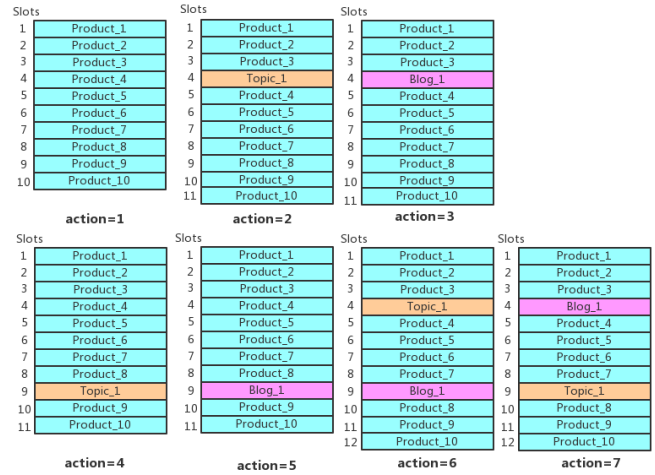 Slots
1 Product_1
2 Product_2
3 Product_3
4 Product_4
5 Product_5
6 Product_6
7 Product_7
8 Product_8
9 Product_9
10 Product_10
action=1
Slots
1 Product_1
2 Product_2
3 Product_3
4 Topic_1
5 Product_4
6 Product_5
7 Product_6
8 Product_7
9 Product_8
10 Product_9
11 Product_10
action=2
Slots
1 Product_1
2 Product_2
3 Product_3
4 Blog_1
5 Product_4
6 Product_5
7 Product_6
8 Product_7
9 Product_8
10 Product_9
11 Product_10
action=3
Slots
1 Product_1
2 Product_2
3 Product_3
4 Product_4
5 Product_5
6 Product_6
7 Product_7
8 Product_8
9 Topic_1
10 Product_9
11 Product_10
action=4
Slots
1 Product_1
2 Product_2
3 Product_3
4 Product_4
5 Product_5
6 Product_6
7 Product_7
8 Product_8
9 Blog_1
10 Product_9
11 Product_10
action=5
Slots
1 Product_1
2 Product_2
3 Product_3
4 Topic_1
5 Product_4
6 Product_5
7 Product_6
8 Product_7
9 Blog_1
10 Product_8
11 Product_9
12 Product_10
action=6
Slots
1 Product_1
2 Product_2
3 Product_3
4 Blog_1
5 Product_4
6 Product_5
7 Product_6
8 Product_7
9 Topic_1
10 Product_8
11 Product_9
12 Product_10
action=7